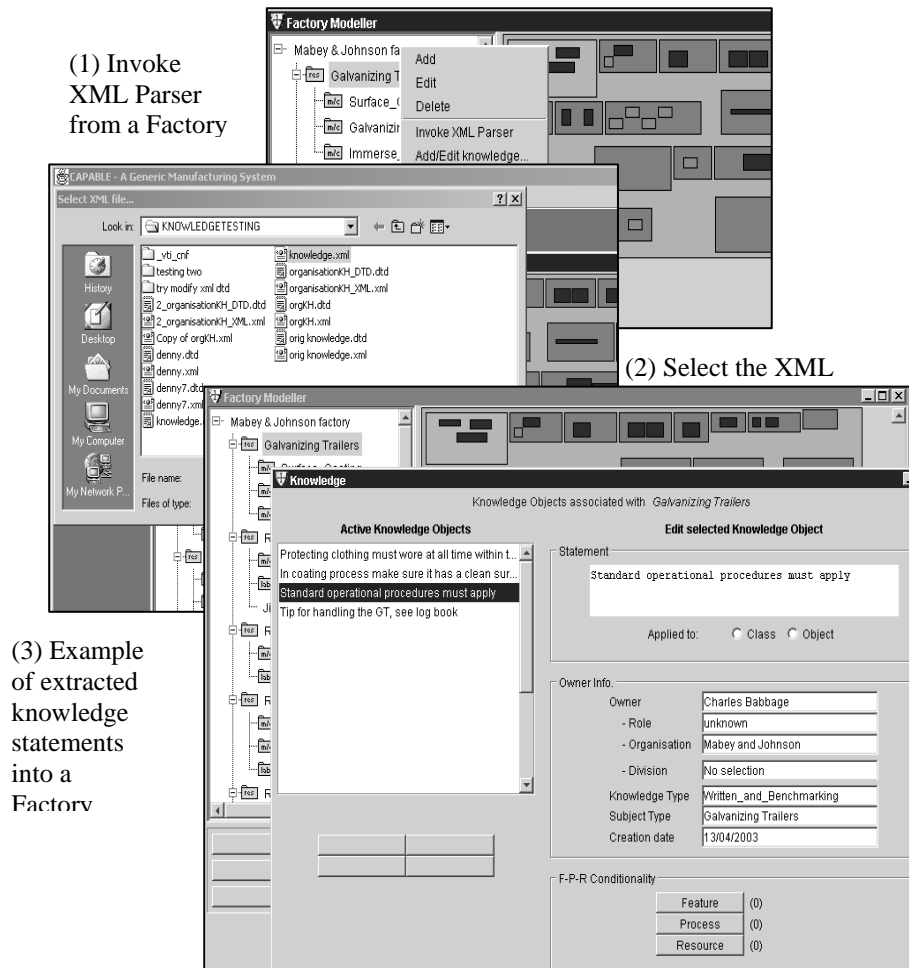 (1) Invoke
XML Parser
from a Factory
Factory Modeller
Mabey & Johnson fa
res Galvanizing T
m/c Surface_
m/c Galvanizin
m/c Immerse_
Add
Edit
Delete
Invoke XML Parser
Add/Edit knowledge...
CAPABLE - A Generic Manufacturing System
Select XML file...
Look in: KNOWLEDGETESTING
History
Desktop
My Documents
My Computer
My Network P...
_vti_cnf
testing two
try modify xml dtd
2_organisationKH_DTD.dtd
2_organisationKH_XML.xml
Copy of orgKH.xml
denny.dtd
denny.xml
denny7.dtd
denny7.xml
knowledge.
knowledge.xml
organisationKH_DTD.dtd
organisationKH_XML.xml
orgKH.dtd
orgKH.xml
orig knowledge.dtd
orig knowledge.xml
File name:
Files of type:
(2) Select the XML
Factory Modeller
Mabey & Johnson factory
res Galvanizing Trailers
Knowledge
Knowledge Objects associated with Galvanizing Trailers
Active Knowledge Objects
Protecting clothing must wore at all time within t...
In coating process make sure it has a clean sur...
Standard operational procedures must apply
Tip for handling the GT, see log book
Edit selected Knowledge Object
Statement
Standard operational procedures must apply
Applied to: Class Object
Owner Info.
Owner Charles Babbage
- Role unknown
- Organisation Mabey and Johnson
- Division No selection
Knowledge Type Written_and_Benchmarking
Subject Type Galvanizing Trailers
Creation date 13/04/2003
F-P-R Conditionality
Feature (0)
Process (0)
Resource (0)
(3) Example
of extracted
knowledge
statements
into a
Factory